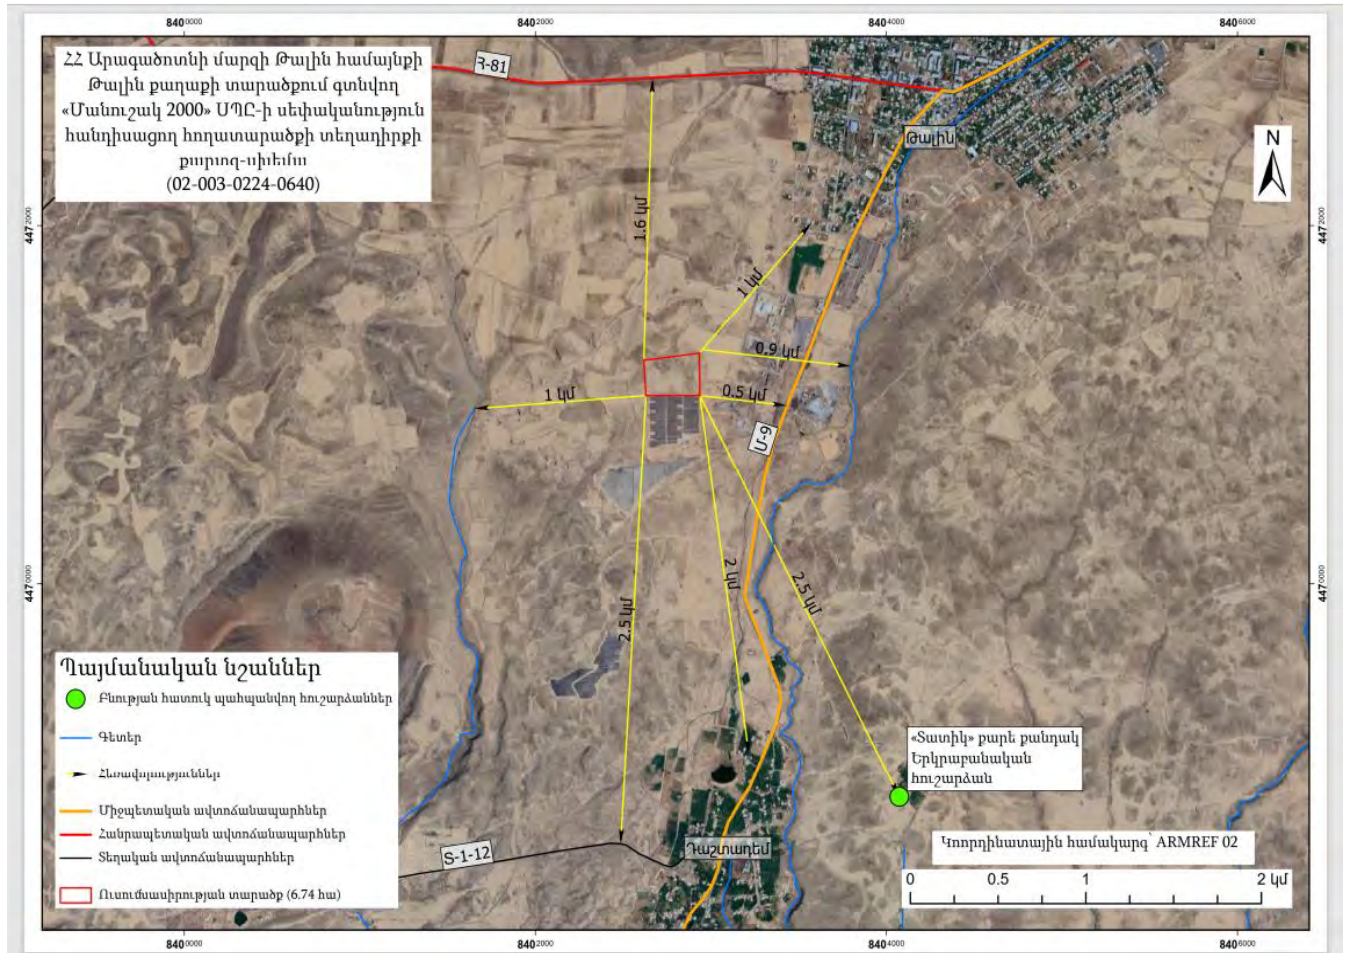 840⁰⁰⁰⁰
840²⁰⁰⁰
840⁴⁰⁰⁰
840⁶⁰⁰⁰
ՀՀ Արագածոտնի մարզի Թալին համայնքի
Թալին քաղաքի տարածքում գտնվող
«Մանուշակ 2000» ՍՊԸ-ի սեփականություն
հանդիսացող հողատարածքի տեղադիրքի
քարտեզ-սխեմա
(02-003-0224-0640)
Հ-81
Թալին
N
447²⁰⁰⁰
447²⁰⁰⁰
1.6 կմ
1 կմ
0.9 կմ
1 կմ
0.5 կմ
Մ-9
447⁰⁰⁰⁰
447⁰⁰⁰⁰
2.5 կմ
2 կմ
2.5 կմ
Պայմանական նշաններ
Բնության հատուկ պահպանվող հուշարձաններ
Գետեր
Հեռավորություններ
Միջպետական ավտոճանապարհներ
Հանրապետական ավտոճանապարհներ
Տեղական ավտոճանապարհներ
Ուսումնասիրության տարածք (6.74 հա)
«Տատիկ» քարե քանդակ
Երկրաբանական
հուշարձան
Դաշտադեմ
S-1-12
Կոորդինատային համակարգ՝ ARMREF 02
0 0.5 1 2 կմ
840⁰⁰⁰⁰
840²⁰⁰⁰
840⁴⁰⁰⁰
840⁶⁰⁰⁰